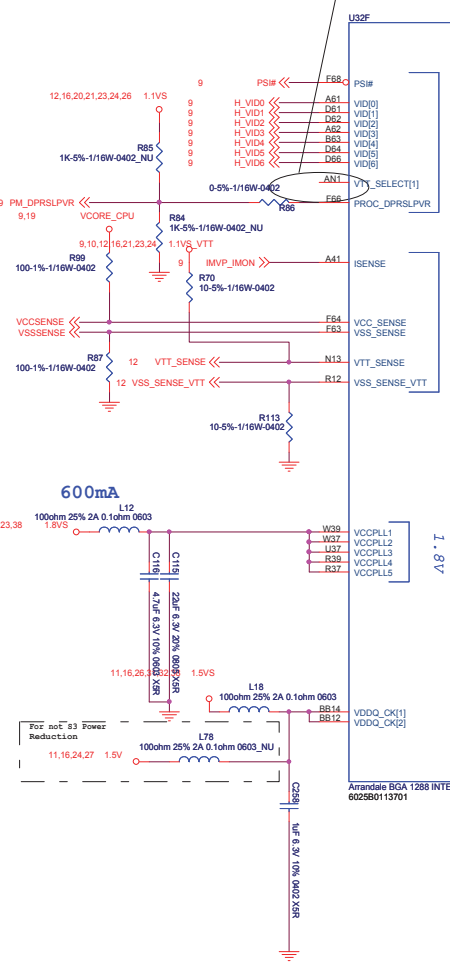 U32F
9 PSI# F68 PSI#
12,16,20,21,23,24,26 1.1VS
9 H_VID0 A61 VID[0]
9 H_VID1 D61 VID[1]
9 H_VID2 D62 VID[2]
9 H_VID3 A62 VID[3]
9 H_VID4 B63 VID[4]
9 H_VID5 D64 VID[5]
9 H_VID6 D66 VID[6]
R85
1K-5%-1/16W-0402_NU
AN1 VTT_SELECT[1]
0-5%-1/16W-0402
9 PM_DPRSLPVR R86 F66 PROC_DPRSLPVR
9,19
VCORE_CPU
R84
1K-5%-1/16W-0402_NU
9,10,12,16,21,23,24 1.1VS_VTT
R99
100-1%-1/16W-0402
9 IMVP_IMON A41 ISENSE
R70
10-5%-1/16W-0402
VCCSENSE F64 VCC_SENSE
VSSSENSE F63 VSS_SENSE
R87
100-1%-1/16W-0402
12 VTT_SENSE N13 VTT_SENSE
12 VSS_SENSE_VTT R12 VSS_SENSE_VTT
R113
10-5%-1/16W-0402
600mA
L12
100ohm 25% 2A 0.1ohm 0603
23,38 1.8VS W39 VCCPLL1
W37 VCCPLL2
U37 VCCPLL3
R39 VCCPLL4
R37 VCCPLL5
1.8V
C116
4.7uF 6.3V 10% 0603 X5R
C115
22uF 6.3V 20% 0805 X5R
1.5VS
L18
100ohm 25% 2A 0.1ohm 0603
BB14 VDDQ_CK[1]
BB12 VDDQ_CK[2]
For not S3 Power
Reduction
L78
100ohm 25% 2A 0.1ohm 0603_NU
11,16,24,27 1.5V
C258
1uF 6.3V 10% 0402 X5R
Arrandale BGA 1288 INTE
6025B0113701